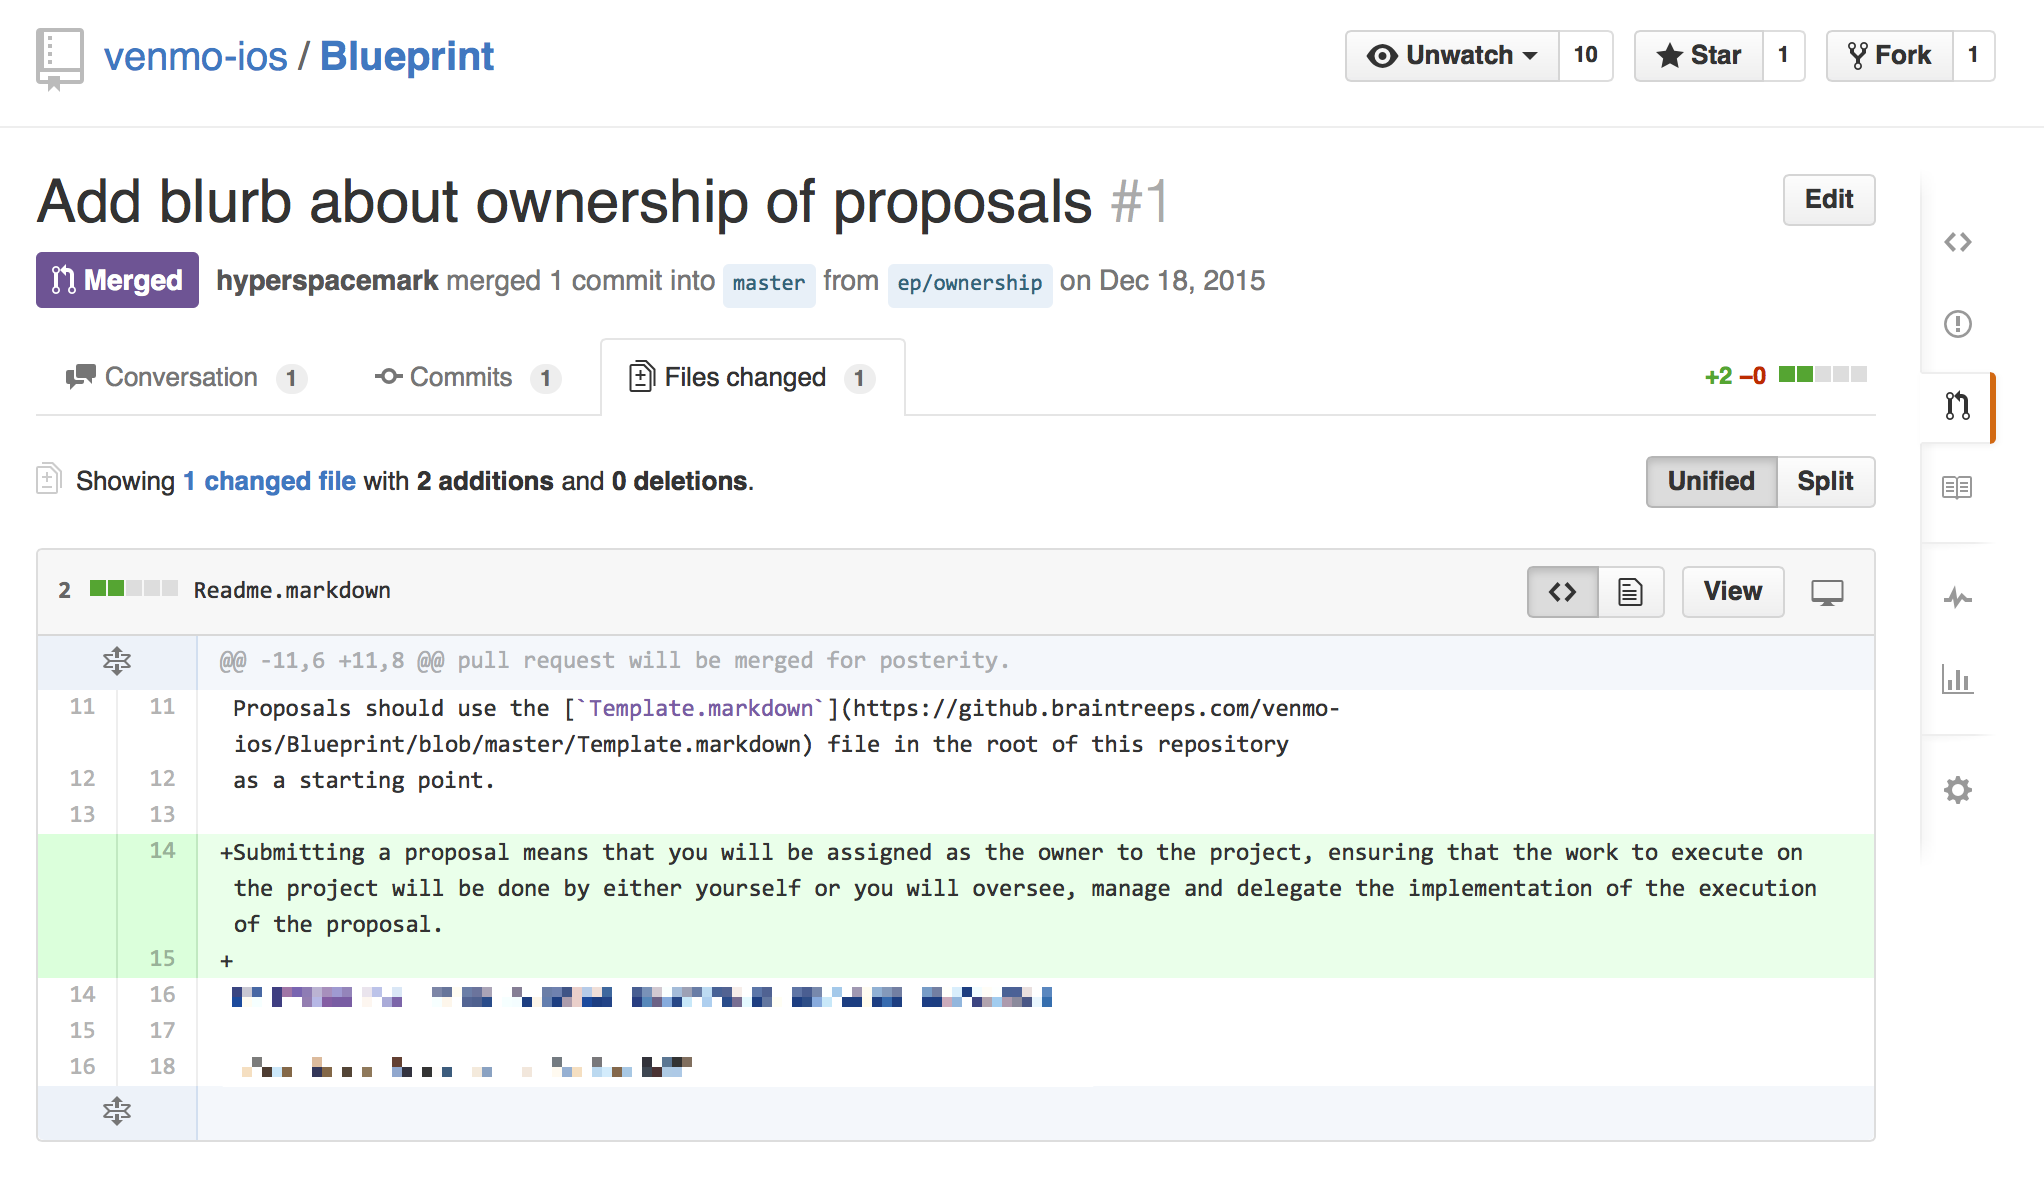 venmo-ios / Blueprint
Unwatch 10 Star 1 Fork 1
Add blurb about ownership of proposals #1
Edit
Merged hyperspacemark merged 1 commit into master from ep/ownership on Dec 18, 2015
Conversation 1 Commits 1 Files changed 1 +2 −0
Showing 1 changed file with 2 additions and 0 deletions.
Unified Split
2 Readme.markdown View
@@ -11,6 +11,8 @@ pull request will be merged for posterity.
11 11 Proposals should use the [`Template.markdown`](https://github.braintreeps.com/venmo-
ios/Blueprint/blob/master/Template.markdown) file in the root of this repository
12 12 as a starting point.
13 13
14 +Submitting a proposal means that you will be assigned as the owner to the project, ensuring that the work to execute on
the project will be done by either yourself or you will oversee, manage and delegate the implementation of the execution
of the proposal.
15 +
14 16
15 17
16 18